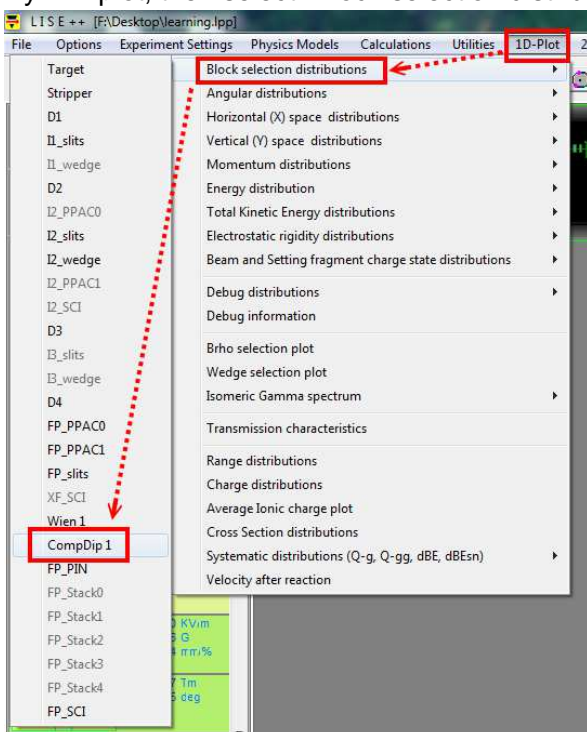 LISE++ [F:\Desktop\learning.lpp]
File Options Experiment Settings Physics Models Calculations Utilities 1D-Plot 2
Target
Stripper
D1
I1_slits
I1_wedge
D2
I2_PPAC0
I2_slits
I2_wedge
I2_PPAC1
I2_SCI
D3
I3_slits
I3_wedge
D4
FP_PPAC0
FP_PPAC1
FP_slits
XF_SCI
Wien 1
CompDip 1
FP_PIN
FP_Stack0
FP_Stack1
FP_Stack2
FP_Stack3
FP_Stack4
FP_SCI
Block selection distributions
Angular distributions
Horizontal (X) space distributions
Vertical (Y) space distributions
Momentum distributions
Energy distribution
Total Kinetic Energy distributions
Electrostatic rigidity distributions
Beam and Setting fragment charge state distributions
Debug distributions
Debug information
Brho selection plot
Wedge selection plot
Isomeric Gamma spectrum
Transmission characteristics
Range distributions
Charge distributions
Average Ionic charge plot
Cross Section distributions
Systematic distributions (Q-g, Q-gg, dBE, dBEsn)
Velocity after reaction
KV/m
G
mm/%
Tm
deg